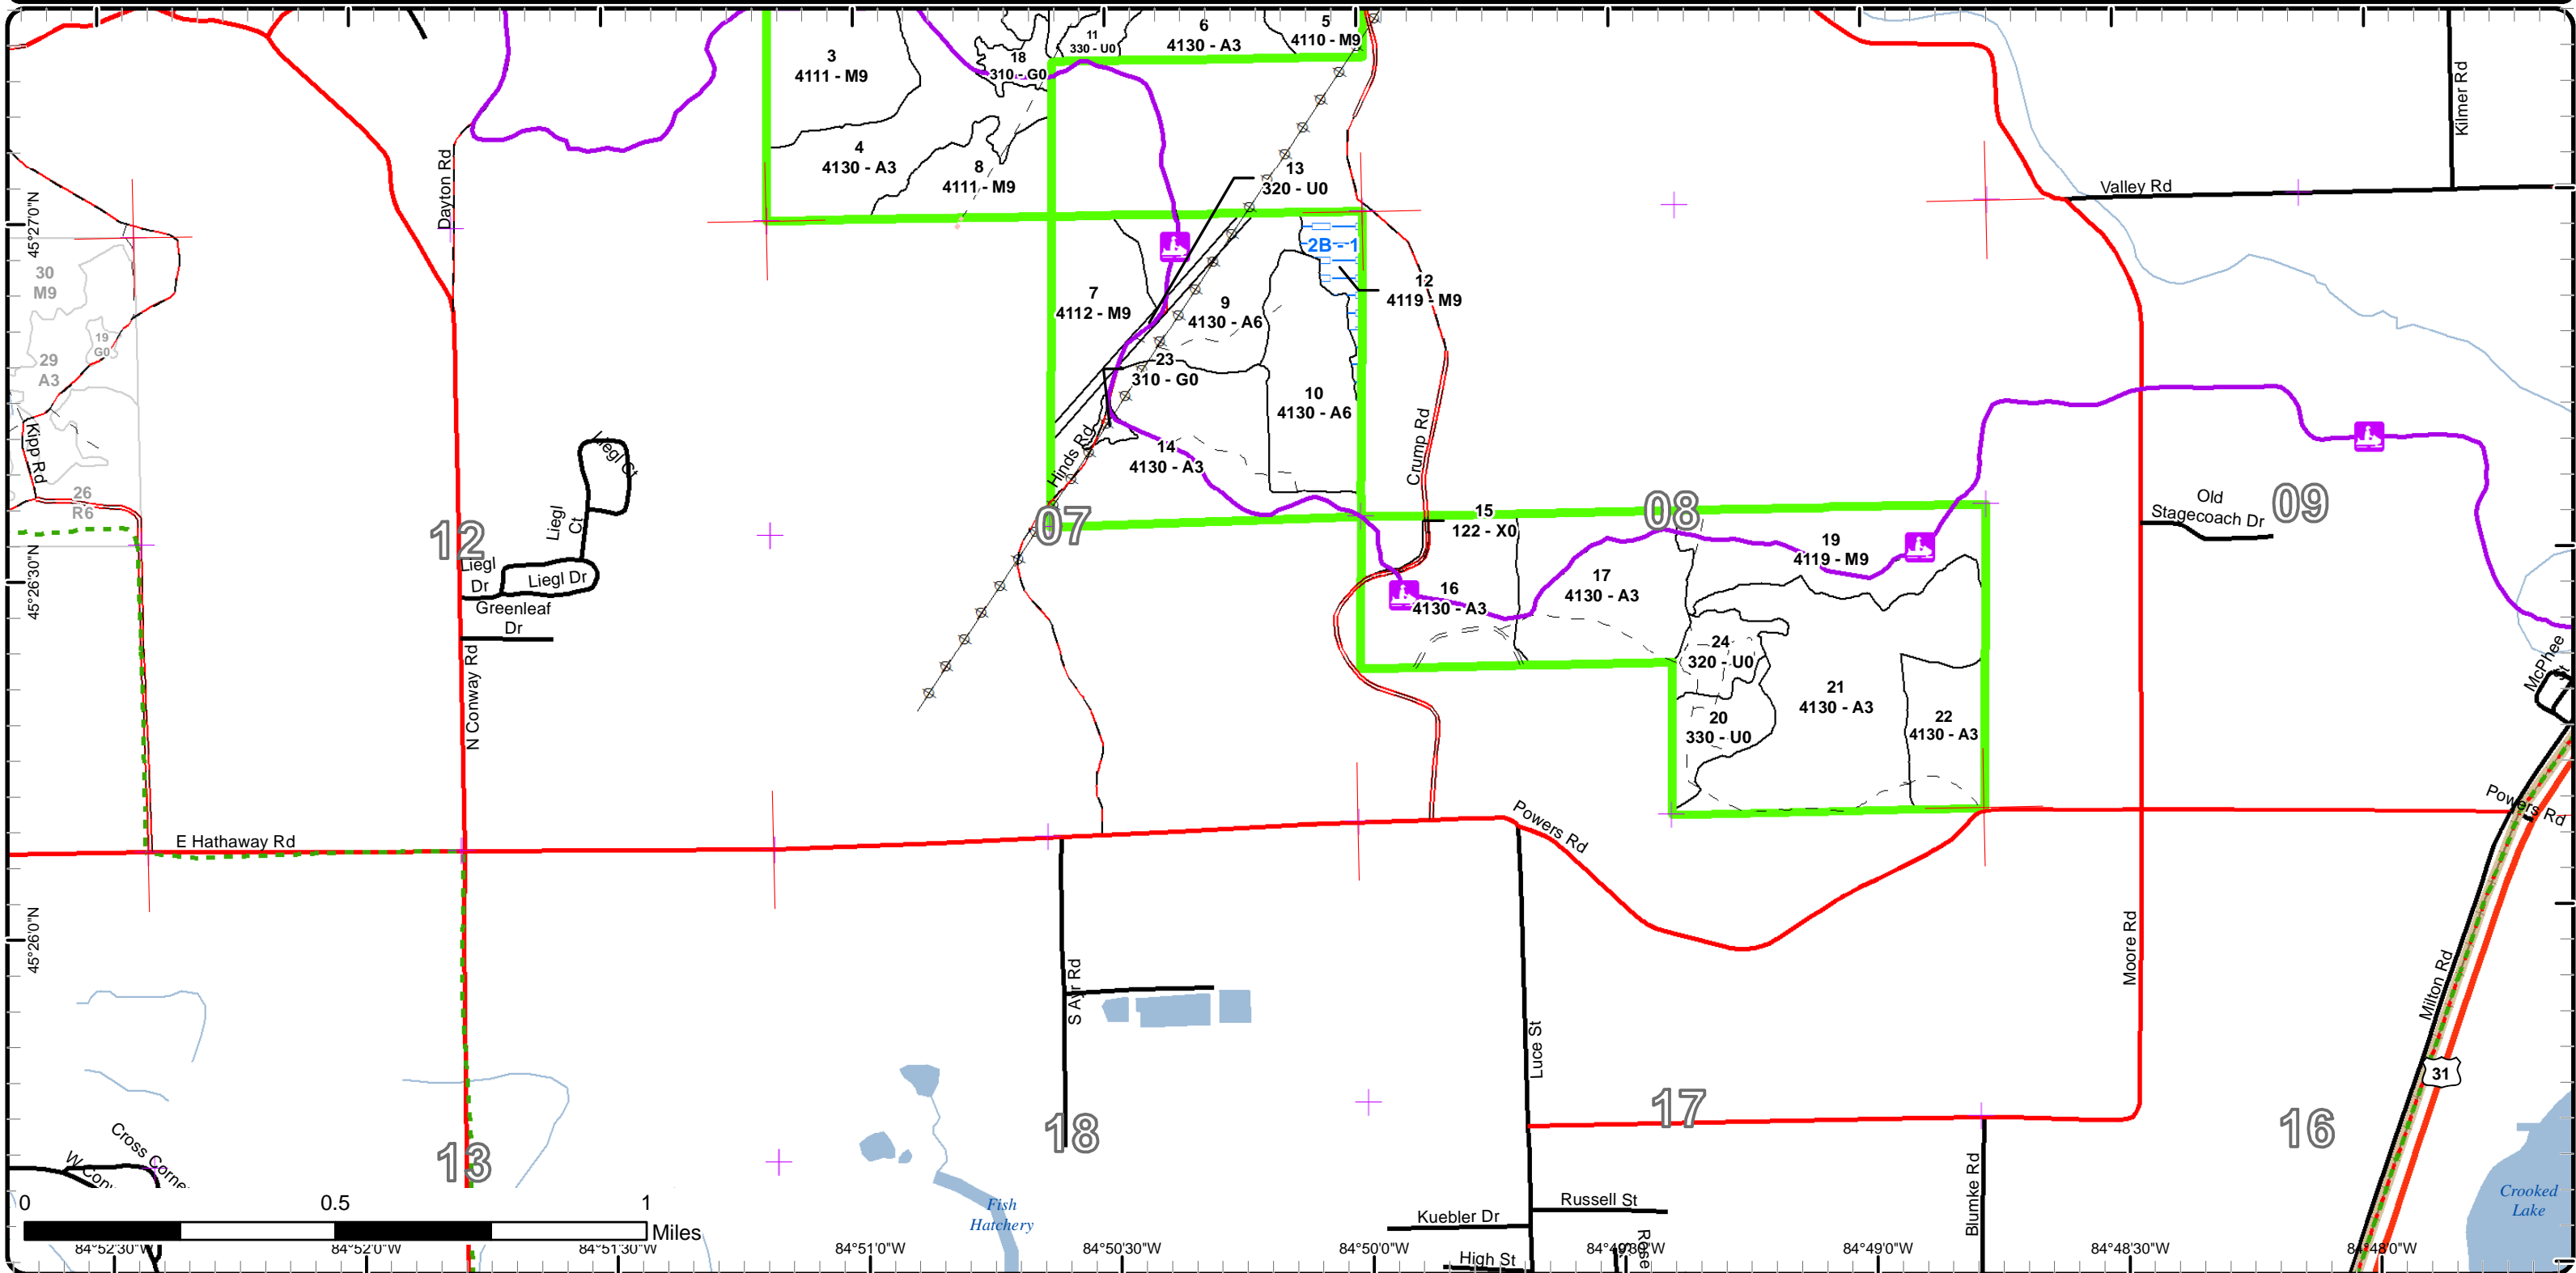 5
4110 - M9
6
4130 - A3
11
330 - U0
18
310 - G0
3
4111 - M9
4
4130 - A3
8
4111 - M9
13
320 - U0
Kilmer Rd
Valley Rd
Dayton Rd
45°27'0"N
30
M9
19
G0
29
A3
26
R6
Kipp Rd
2B - 1
12
4119 - M9
7
4112 - M9
9
4130 - A6
23
310 - G0
10
4130 - A6
14
4130 - A3
Hinds Rd
Crump Rd
Liegl Ct
Liegl
Ct
12
07
08
09
Old
Stagecoach Dr
15
122 - X0
19
4119 - M9
17
4130 - A3
16
4130 - A3
45°26'30"N
Liegl
Dr
Liegl Dr
Greenleaf
Dr
N Conway Rd
24
320 - U0
21
4130 - A3
20
330 - U0
22
4130 - A3
McPhee
St
Powers Rd
Powers Rd
E Hathaway Rd
45°26'0"N
S Ayr Rd
Moore Rd
Milton Rd
Luce St
31
13
18
17
16
Cross Corner
W Conw
Fish
Hatchery
Crooked
Lake
Blumke Rd
Russell St
Kuebler Dr
High St
Rose
St
0
0.5
1
Miles
84°52'30"W
84°52'0"W
84°51'30"W
84°51'0"W
84°50'30"W
84°50'0"W
84°49'30"W
84°49'0"W
84°48'30"W
84°48'0"W